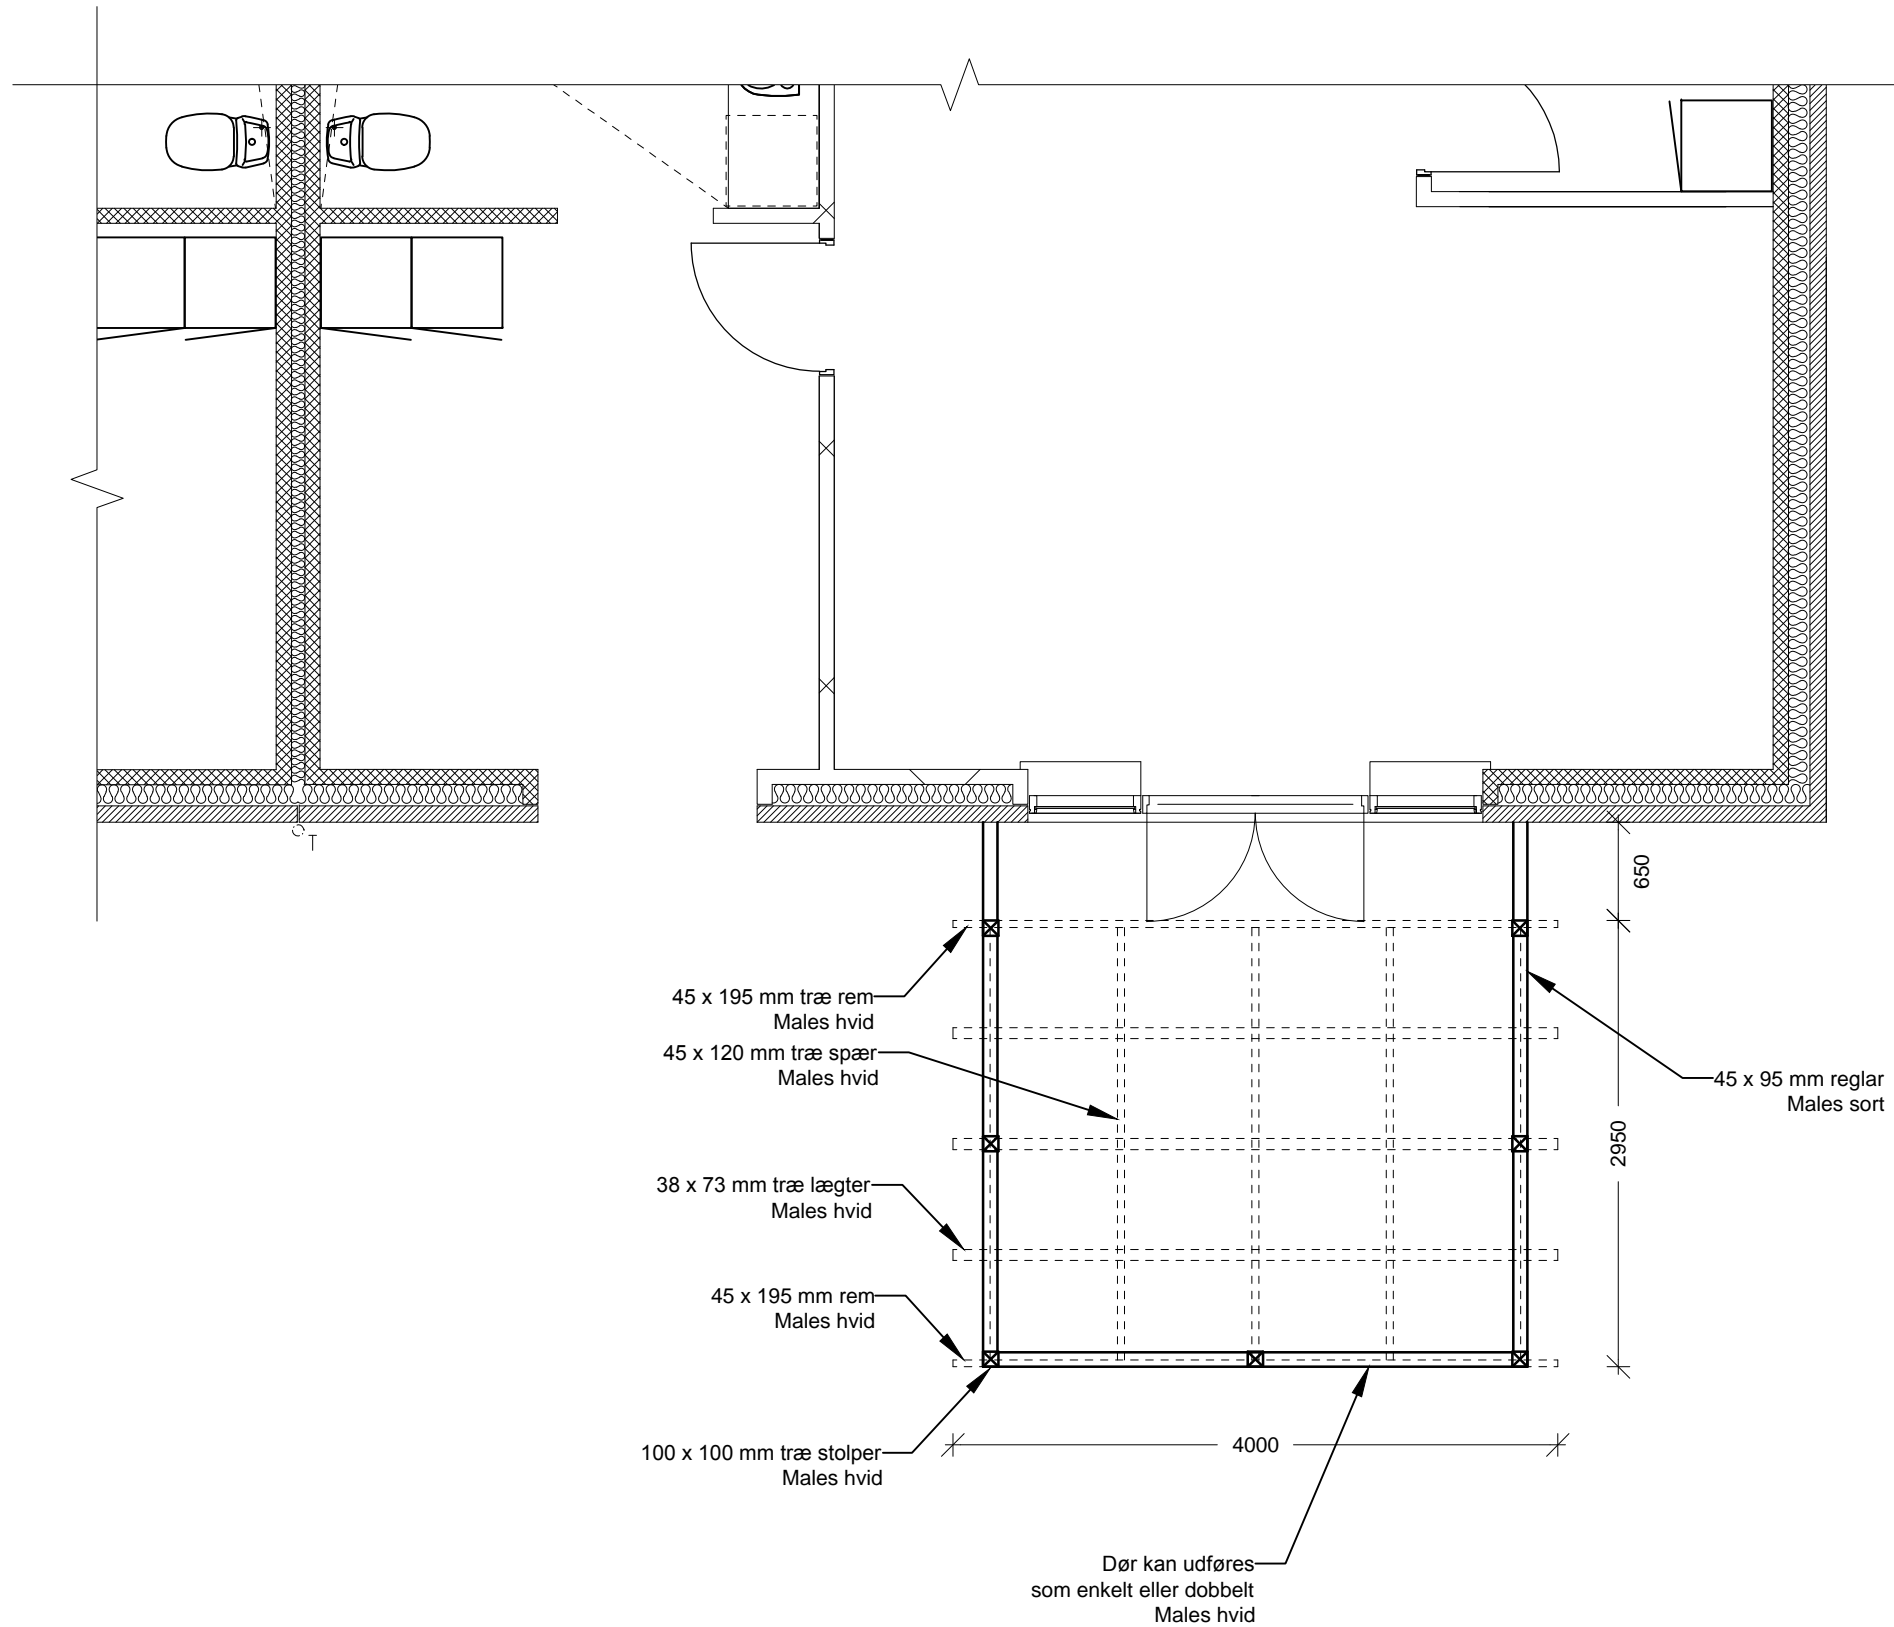 T
650
45 x 195 mm træ rem
Males hvid
45 x 120 mm træ spær
Males hvid
45 x 95 mm reglar
Males sort
2950
38 x 73 mm træ lægter
Males hvid
45 x 195 mm rem
Males hvid
4000
100 x 100 mm træ stolper
Males hvid
Dør kan udføres
som enkelt eller dobbelt
Males hvid